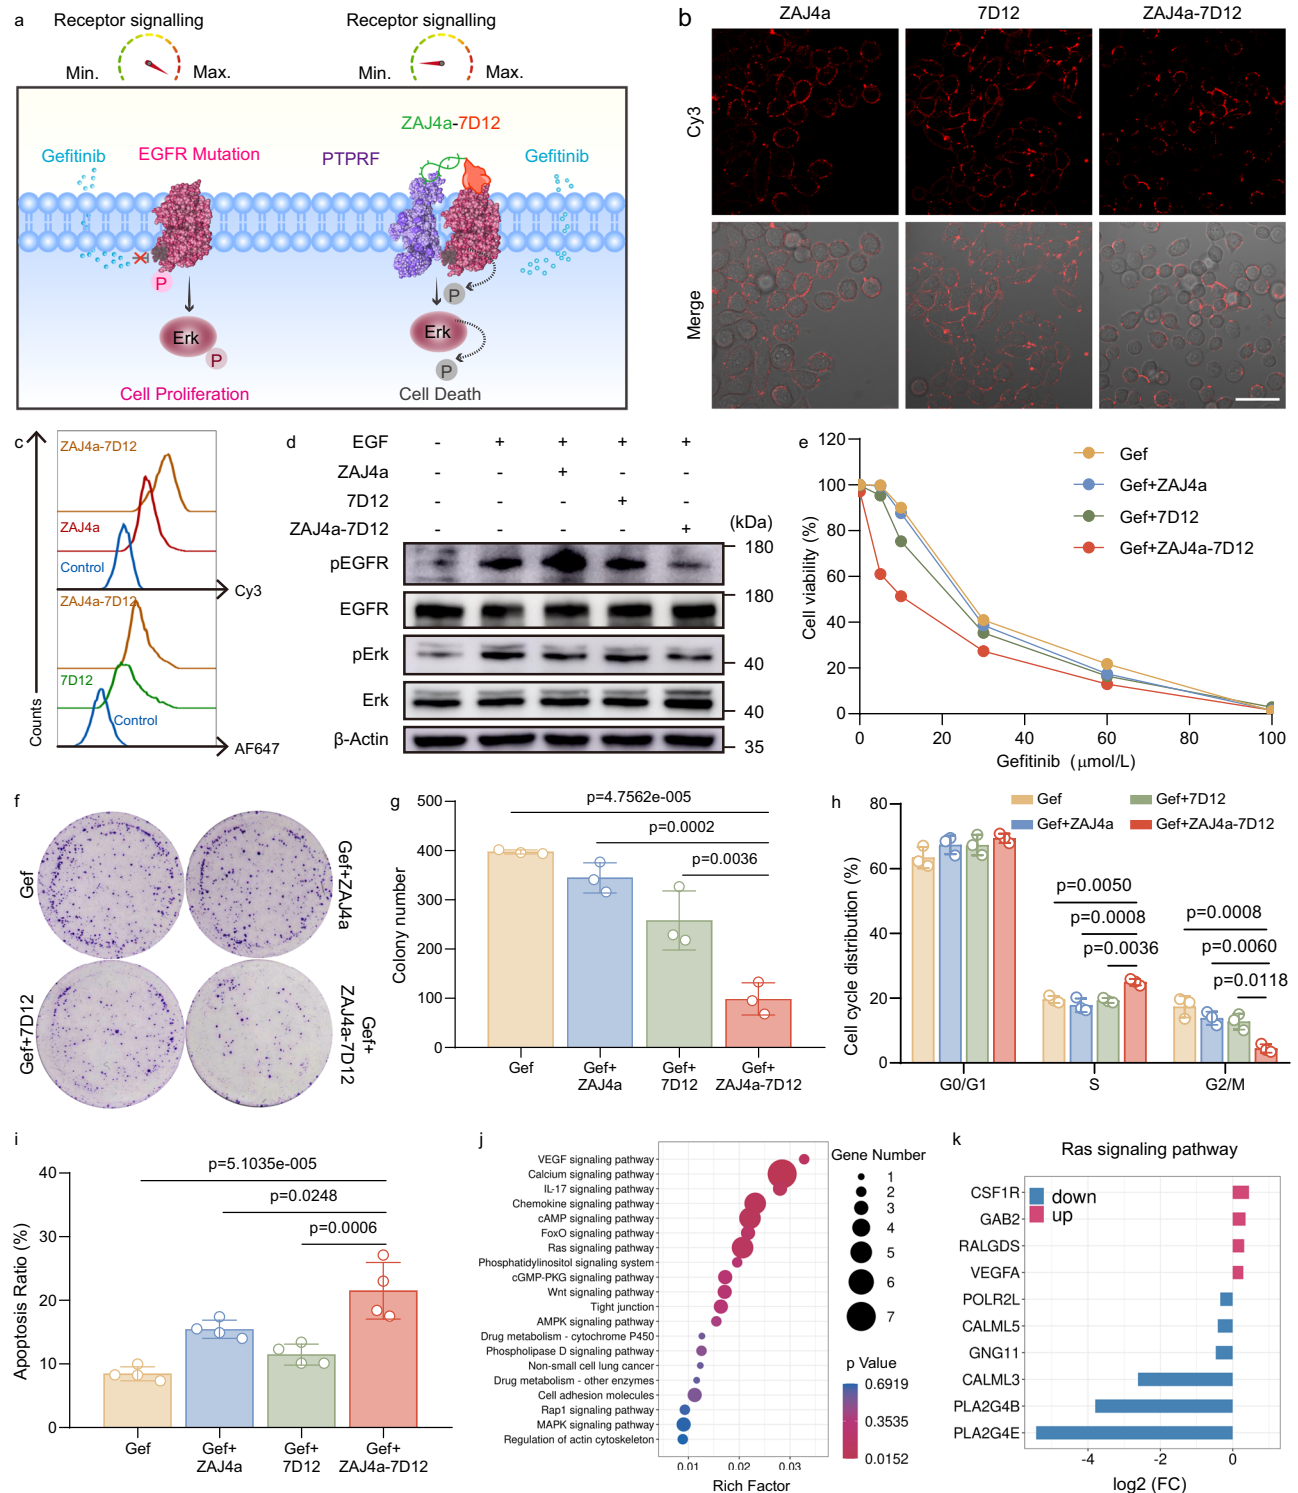 a
Receptor signalling
Receptor signalling
Min.
Max.
Min.
Max.
ZAJ4a-7D12
Gefitinib
EGFR Mutation
PTPRF
Gefitinib
P
P
Erk
Erk
P
P
Cell Proliferation
Cell Death
b
ZAJ4a
7D12
ZAJ4a-7D12
Cy3
Merge
c
ZAJ4a-7D12
ZAJ4a
Control
Cy3
ZAJ4a-7D12
7D12
Control
AF647
Counts
d
EGF - + + + +
ZAJ4a - - + - -
7D12 - - - + -
ZAJ4a-7D12 - - - - +
(kDa)
pEGFR
180
EGFR
180
pErk
40
Erk
40
β-Actin
35
e
120
100
80
60
40
20
0
Cell viability (%)
Gef
Gef+ZAJ4a
Gef+7D12
Gef+ZAJ4a-7D12
0 20 40 60 80 100
Gefitinib (μmol/L)
f
Gef
Gef+ZAJ4a
Gef+7D12
Gef+
ZAJ4a-7D12
g
500
400
300
200
100
0
Colony number
p=4.7562e-005
p=0.0002
p=0.0036
Gef
Gef+
ZAJ4a
Gef+
7D12
Gef+
ZAJ4a-7D12
h
80
60
40
20
0
Cell cycle distribution (%)
Gef
Gef+7D12
Gef+ZAJ4a
Gef+ZAJ4a-7D12
p=0.0050
p=0.0008
p=0.0036
p=0.0008
p=0.0060
p=0.0118
G0/G1
S
G2/M
i
40
30
20
10
0
Apoptosis Ratio (%)
p=5.1035e-005
p=0.0248
p=0.0006
Gef
Gef+
ZAJ4a
Gef+
7D12
Gef+
ZAJ4a-7D12
j
VEGF signaling pathway
Calcium signaling pathway
IL-17 signaling pathway
Chemokine signaling pathway
cAMP signaling pathway
FoxO signaling pathway
Ras signaling pathway
Phosphatidylinositol signaling system
cGMP-PKG signaling pathway
Wnt signaling pathway
Tight junction
AMPK signaling pathway
Drug metabolism - cytochrome P450
Phospholipase D signaling pathway
Non-small cell lung cancer
Drug metabolism - other enzymes
Cell adhesion molecules
Rap1 signaling pathway
MAPK signaling pathway
Regulation of actin cytoskeleton
0.01 0.02 0.03
Rich Factor
Gene Number
1
2
3
4
5
6
7
p Value
0.6919
0.3535
0.0152
k
Ras signaling pathway
down
up
CSF1R
GAB2
RALGDS
VEGFA
POLR2L
CALML5
GNG11
CALML3
PLA2G4B
PLA2G4E
-4 -2 0
log2 (FC)